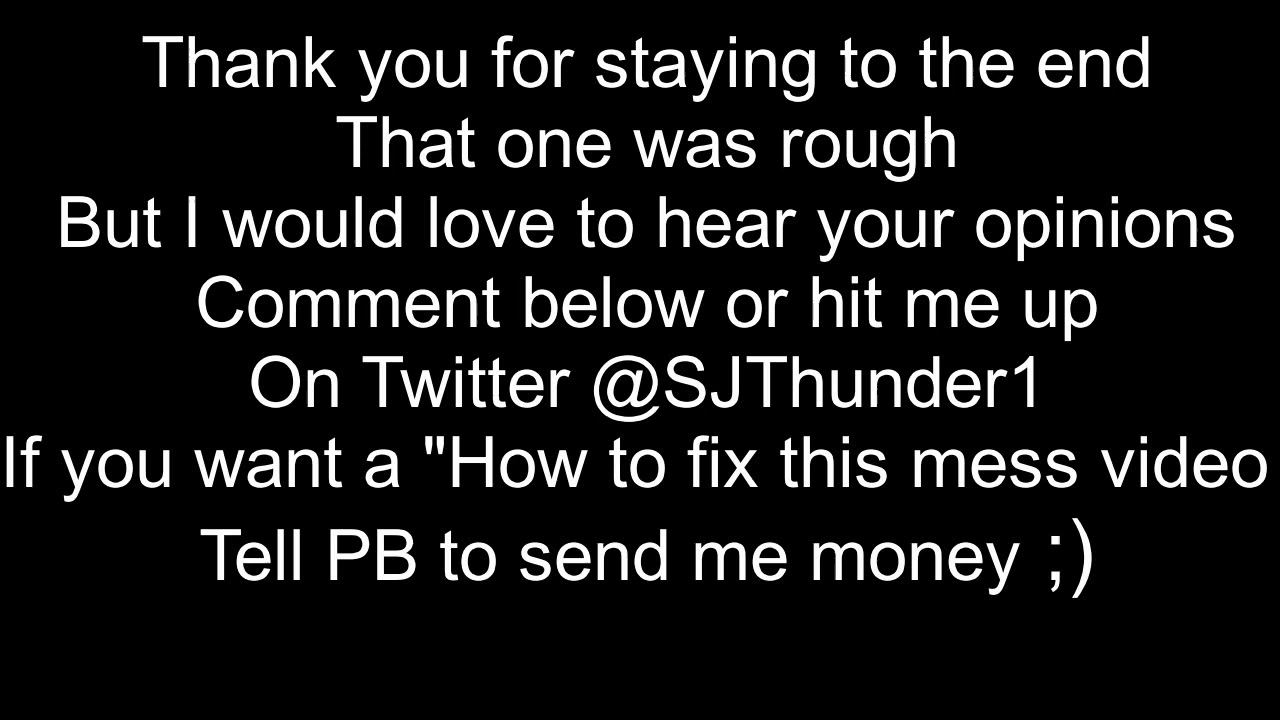 Thank you for staying to the end
That one was rough
But I would love to hear your opinions
Comment below or hit me up
On Twitter @SJThunder1
If you want a "How to fix this mess video
Tell PB to send me money ;)